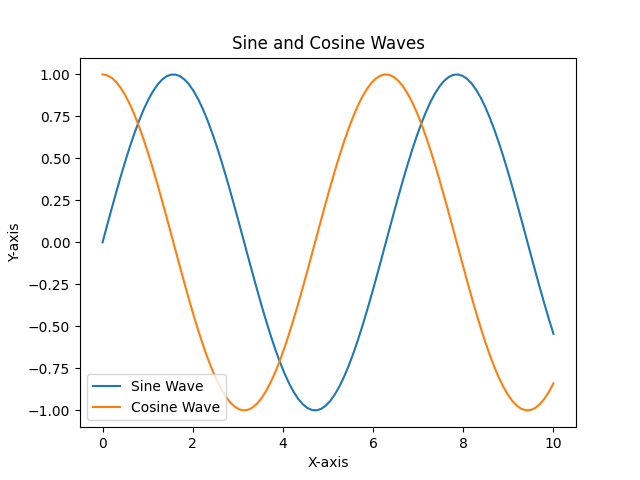 Sine and Cosine Waves
1.00
0.75
0.50
0.25
0.00
−0.25
−0.50
−0.75
−1.00
Y-axis
Sine Wave
Cosine Wave
0 2 4 6 8 10
X-axis